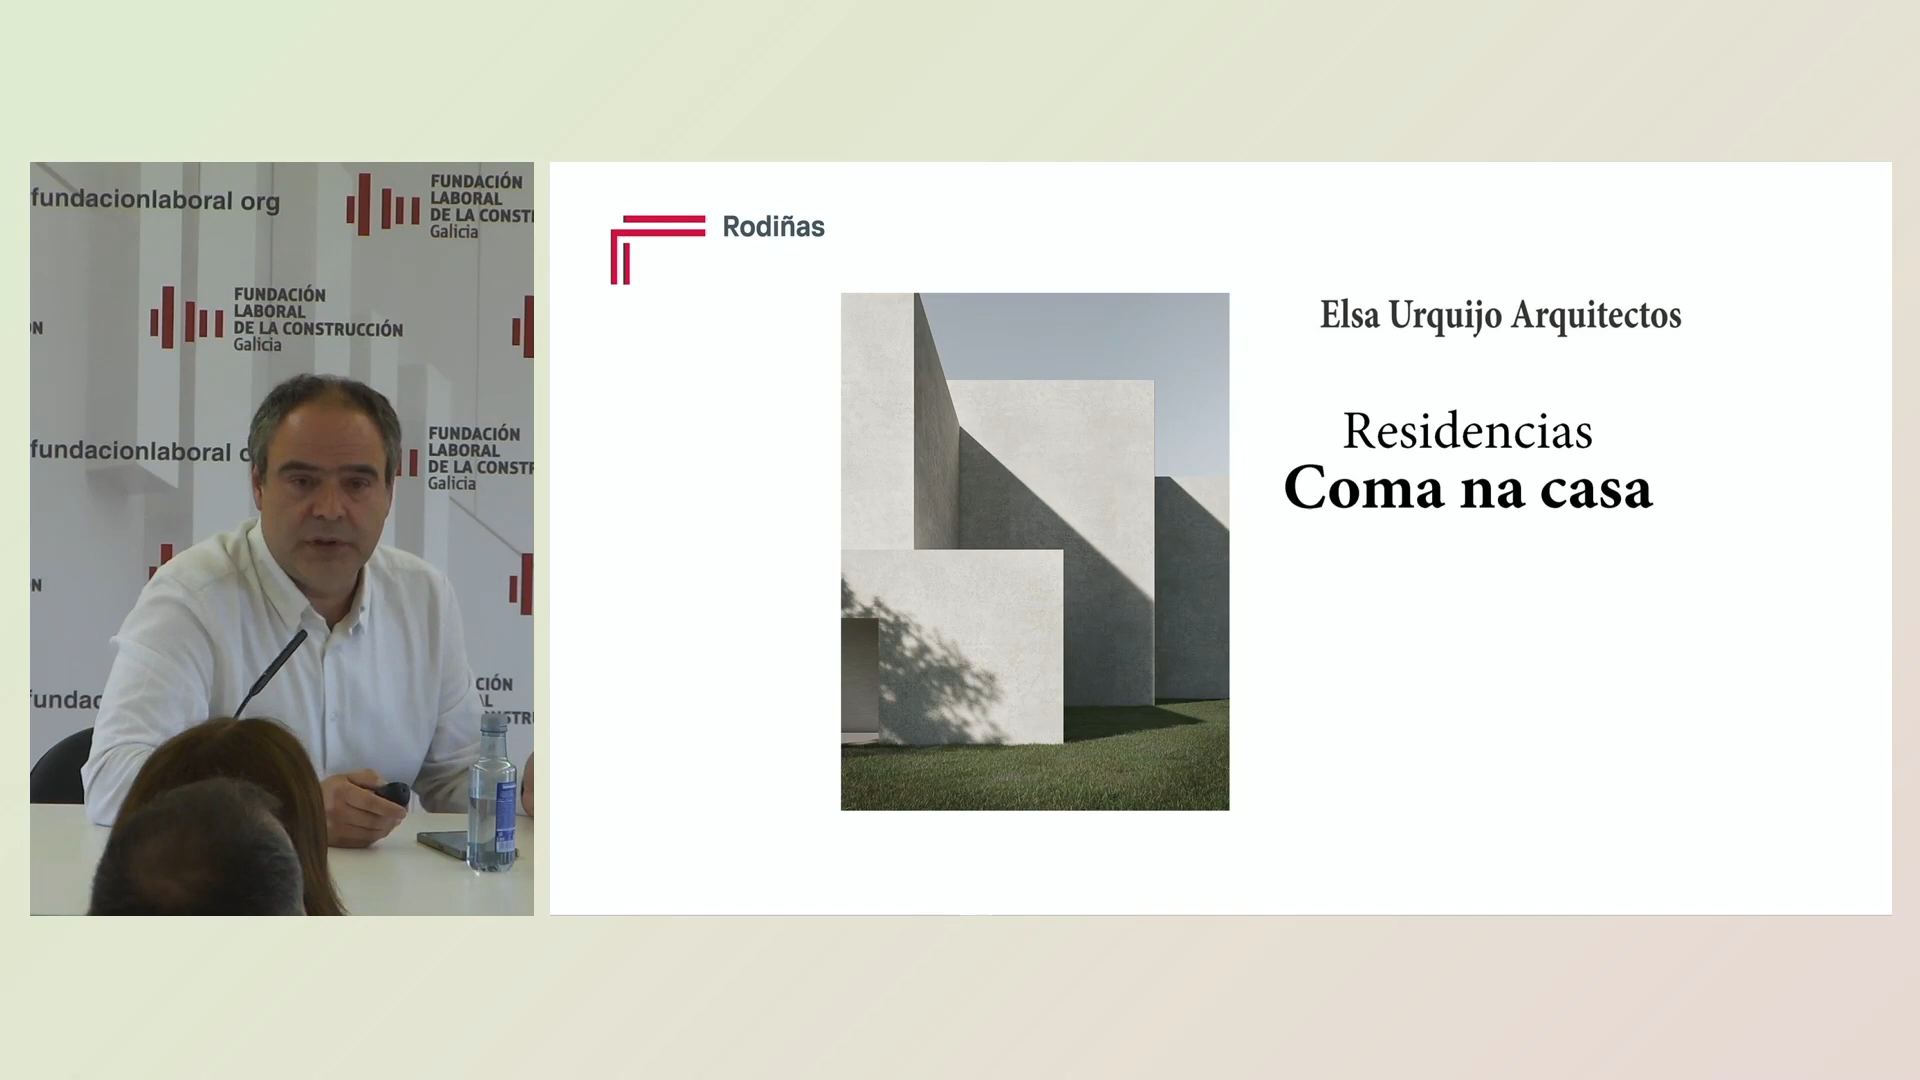 fundacionlaboral org
FUNDACIÓN
LABORAL
DE LA CONST
Galicia
FUNDACIÓN
LABORAL
DE LA CONSTRUCCIÓN
Galicia
fundacionlaboral
FUNDACIÓN
LABORAL
DE LA CONST
Galicia
Rodiñas
Elsa Urquijo Arquitectos
Residencias
Coma na casa